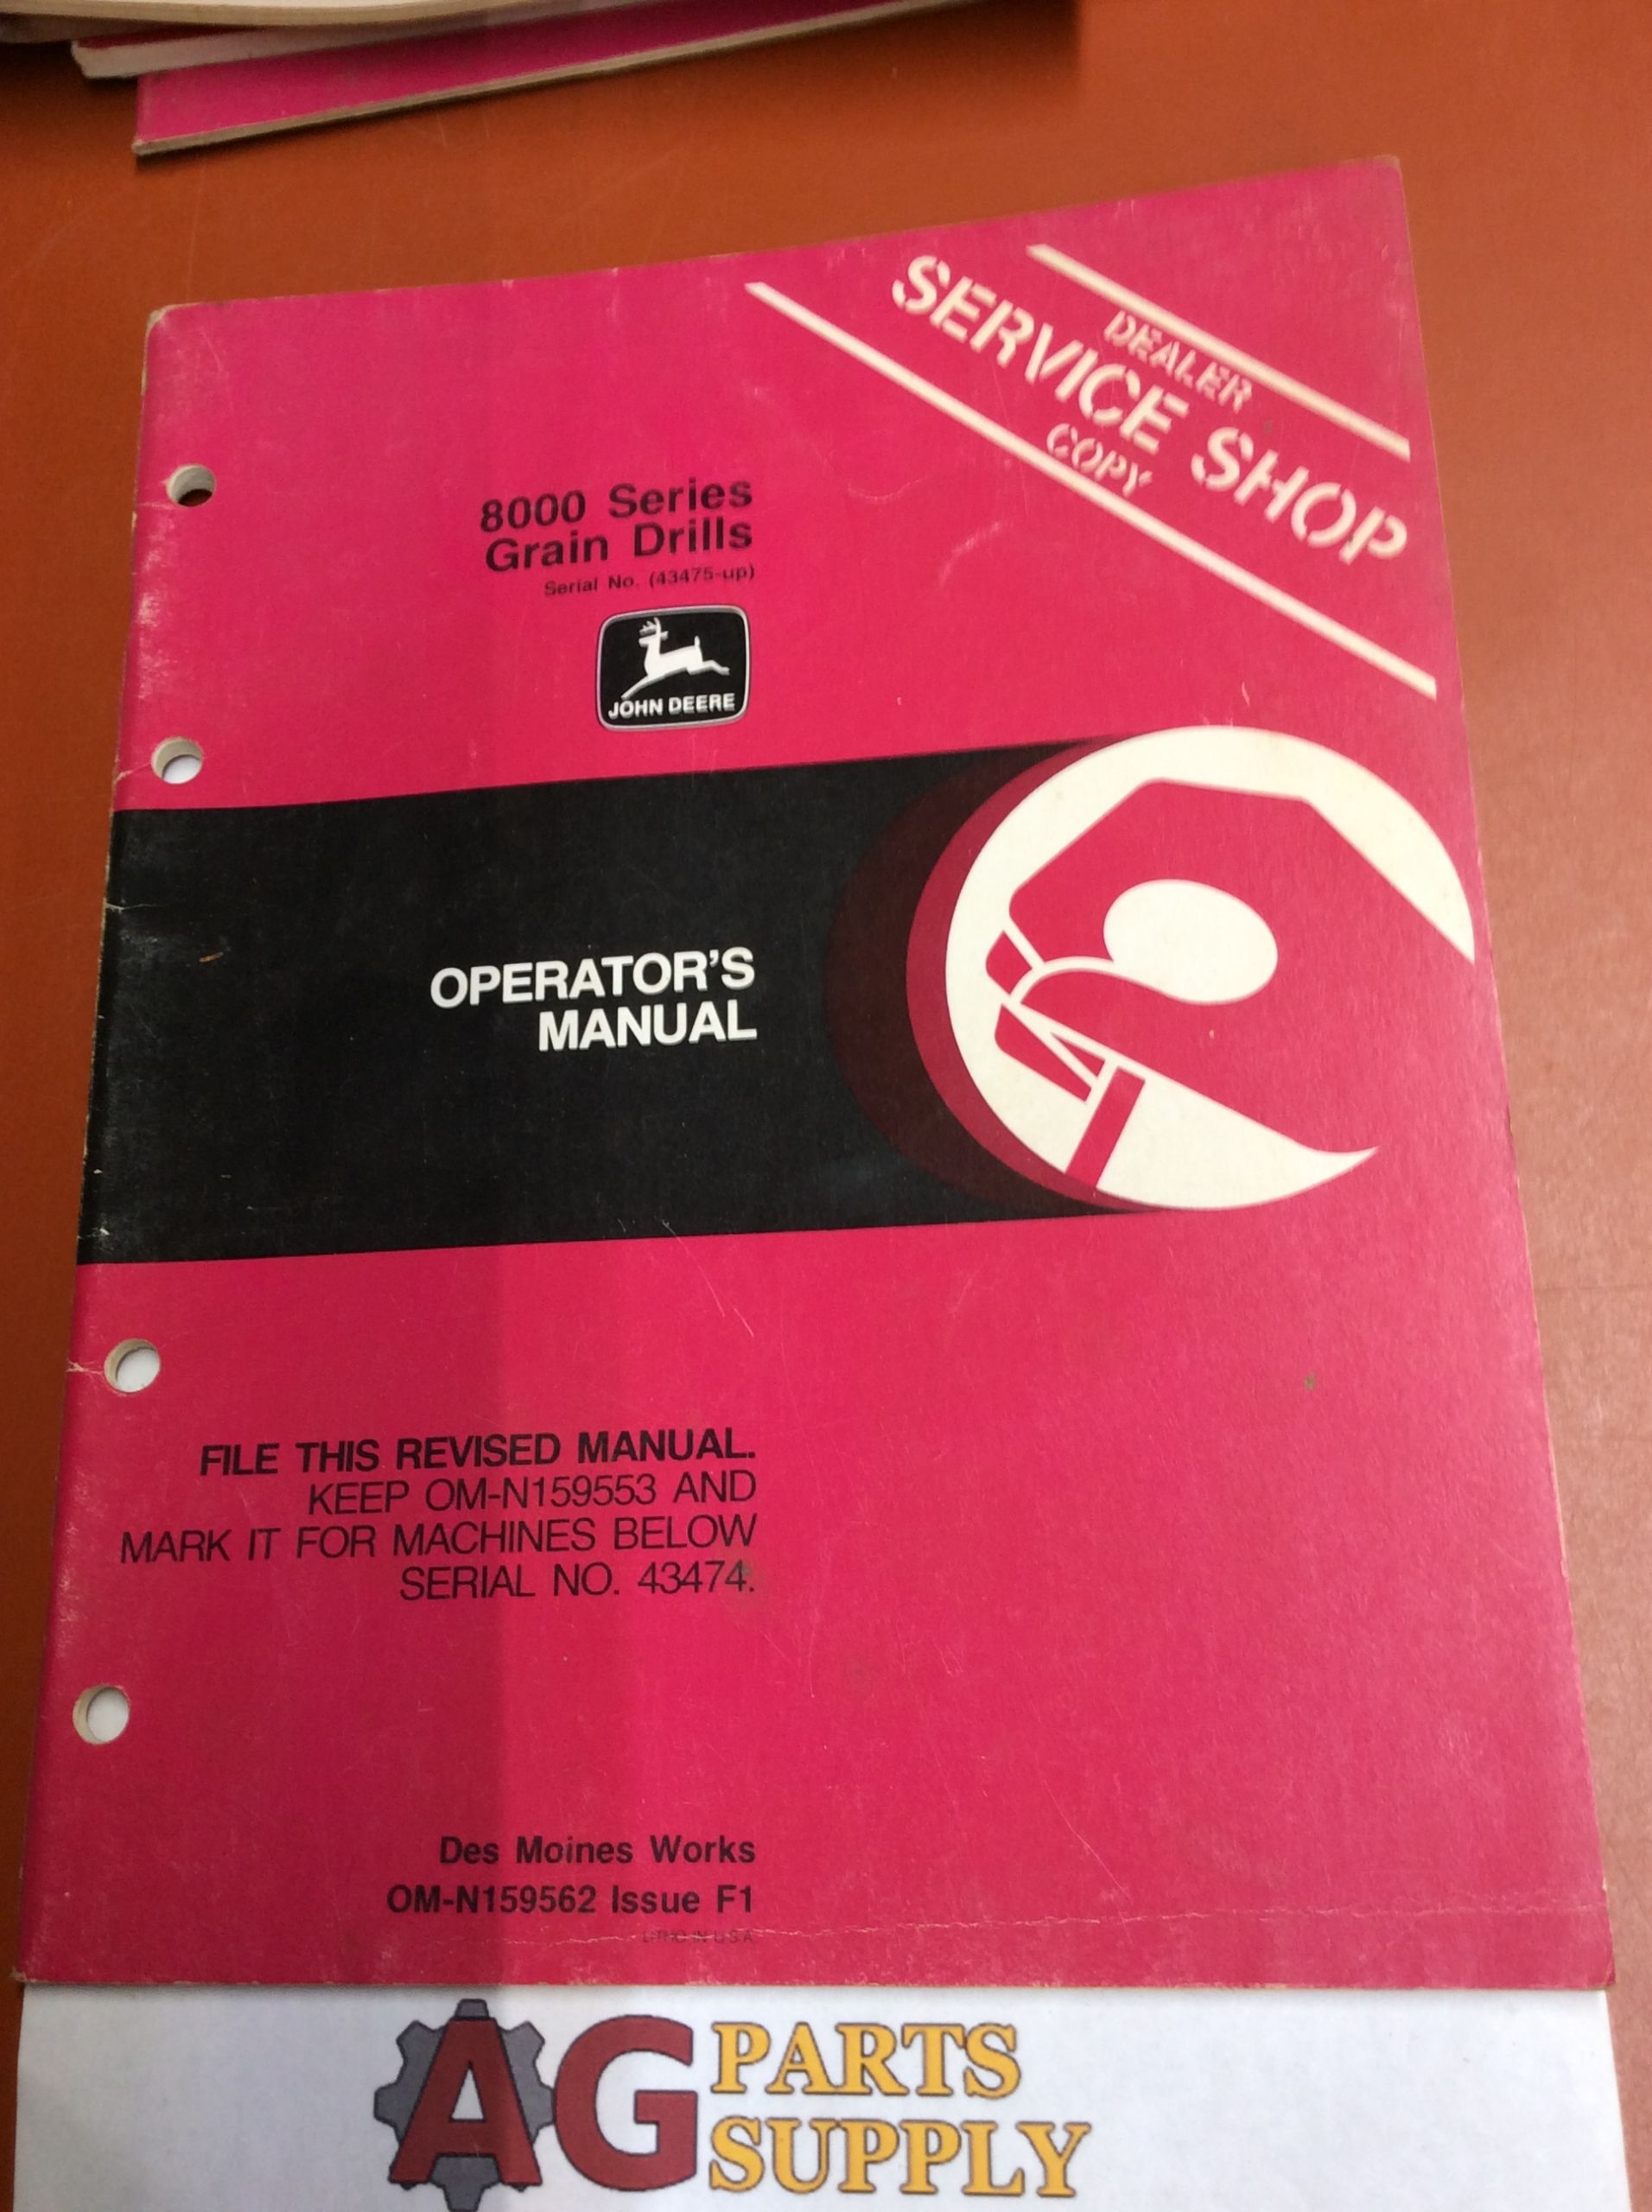 DEALER
SERVICE SHOP
COPY
8000 Series
Grain Drills
Serial No. (43475-up)
JOHN DEERE
OPERATOR'S
MANUAL
FILE THIS REVISED MANUAL.
KEEP OM-N159553 AND
MARK IT FOR MACHINES BELOW
SERIAL NO. 43474.
Des Moines Works
OM-N159562 Issue F1
LITHO IN U.S.A.
AG PARTS
SUPPLY